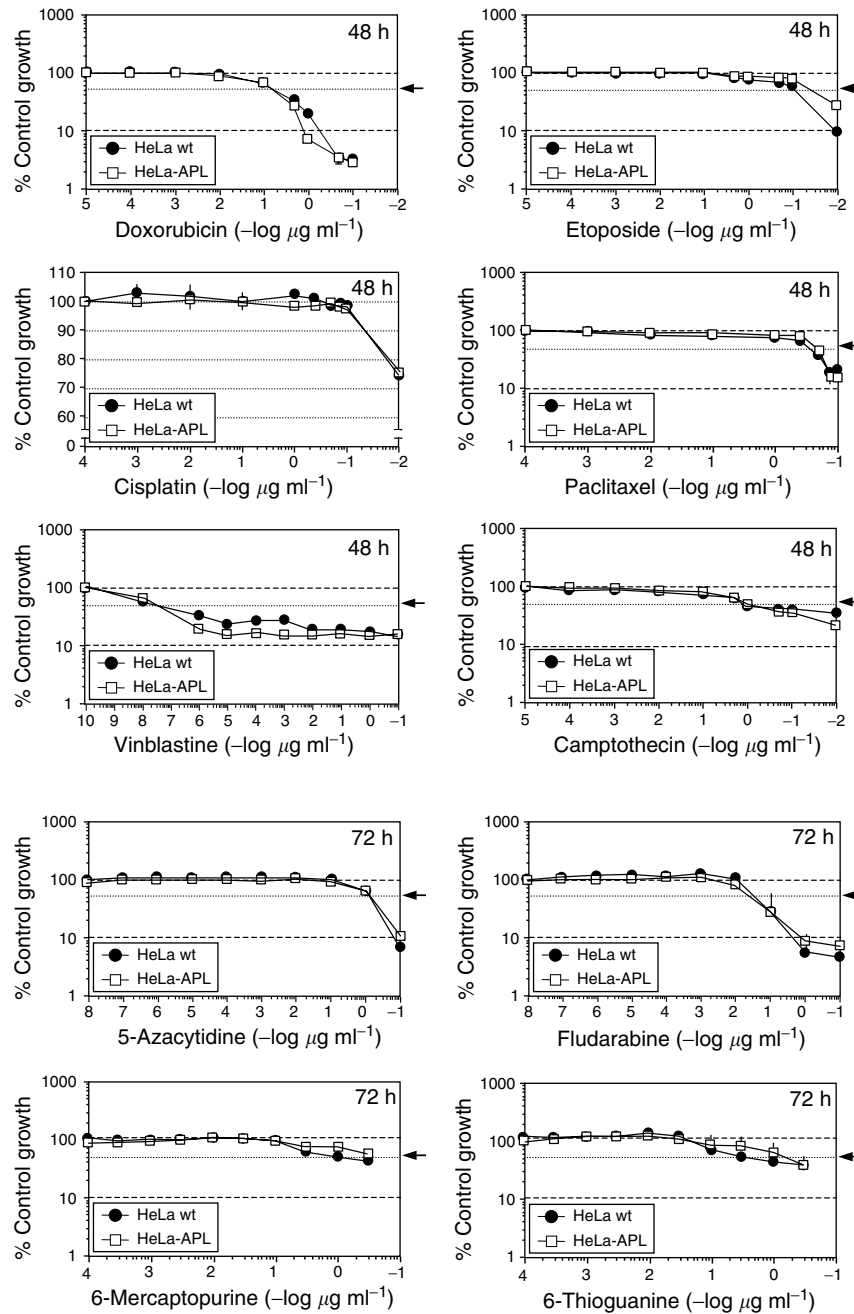 48 h
% Control growth
1000
100
10
1
HeLa wt
HeLa-APL
5 4 3 2 1 0 −1 −2
Doxorubicin (−log μg ml⁻¹)
48 h
% Control growth
1000
100
10
1
HeLa wt
HeLa-APL
5 4 3 2 1 0 −1 −2
Etoposide (−log μg ml⁻¹)
48 h
% Control growth
110
100
90
80
70
60
0
HeLa wt
HeLa-APL
4 3 2 1 0 −1 −2
Cisplatin (−log μg ml⁻¹)
48 h
% Control growth
1000
100
10
1
HeLa wt
HeLa-APL
4 3 2 1 0 −1
Paclitaxel (−log μg ml⁻¹)
48 h
% Control growth
1000
100
10
1
HeLa wt
HeLa-APL
10 9 8 7 6 5 4 3 2 1 0 −1
Vinblastine (−log μg ml⁻¹)
48 h
% Control growth
1000
100
10
1
HeLa wt
HeLa-APL
5 4 3 2 1 0 −1 −2
Camptothecin (−log μg ml⁻¹)
72 h
% Control growth
1000
100
10
1
HeLa wt
HeLa-APL
8 7 6 5 4 3 2 1 0 −1
5-Azacytidine (−log μg ml⁻¹)
72 h
% Control growth
1000
100
10
1
HeLa wt
HeLa-APL
8 7 6 5 4 3 2 1 0 −1
Fludarabine (−log μg ml⁻¹)
72 h
% Control growth
1000
100
10
1
HeLa wt
HeLa-APL
4 3 2 1 0 −1
6-Mercaptopurine (−log μg ml⁻¹)
72 h
% Control growth
1000
100
10
1
HeLa wt
HeLa-APL
4 3 2 1 0 −1
6-Thioguanine (−log μg ml⁻¹)